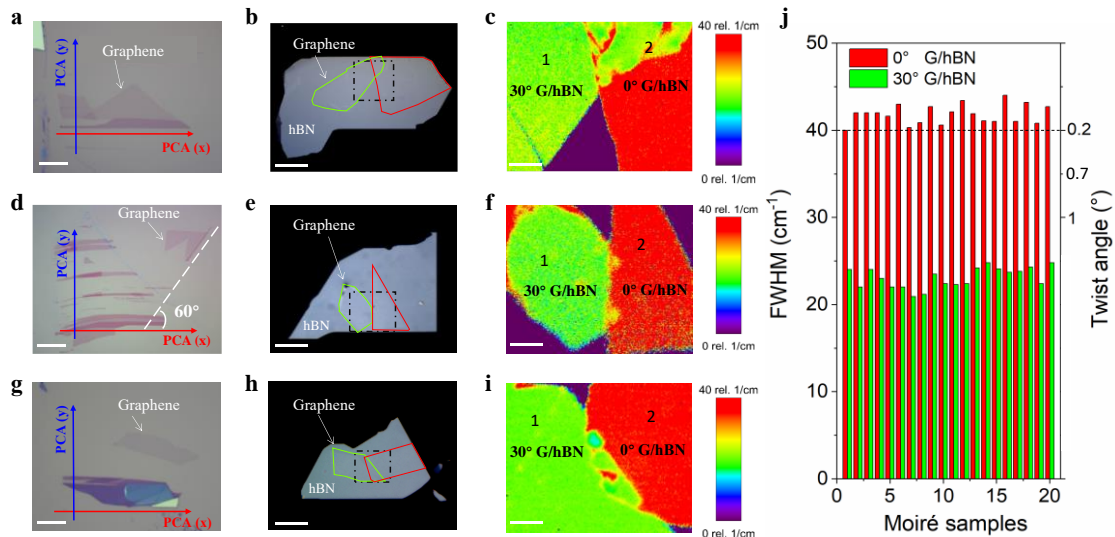 a
PCA (y)
Graphene
PCA (x)
b
Graphene
hBN
c
1
2
30° G/hBN
0° G/hBN
40 rel. 1/cm
0 rel. 1/cm
d
PCA (y)
Graphene
60°
PCA (x)
e
Graphene
hBN
f
1
2
30° G/hBN
0° G/hBN
40 rel. 1/cm
0 rel. 1/cm
g
PCA (y)
Graphene
PCA (x)
h
Graphene
hBN
i
1
2
30° G/hBN
0° G/hBN
40 rel. 1/cm
0 rel. 1/cm
j
0° G/hBN
30° G/hBN
FWHM (cm⁻¹)
50
40
30
20
10
0
0.2
0.7
1
Twist angle (°)
0 5 10 15 20
Moiré samples